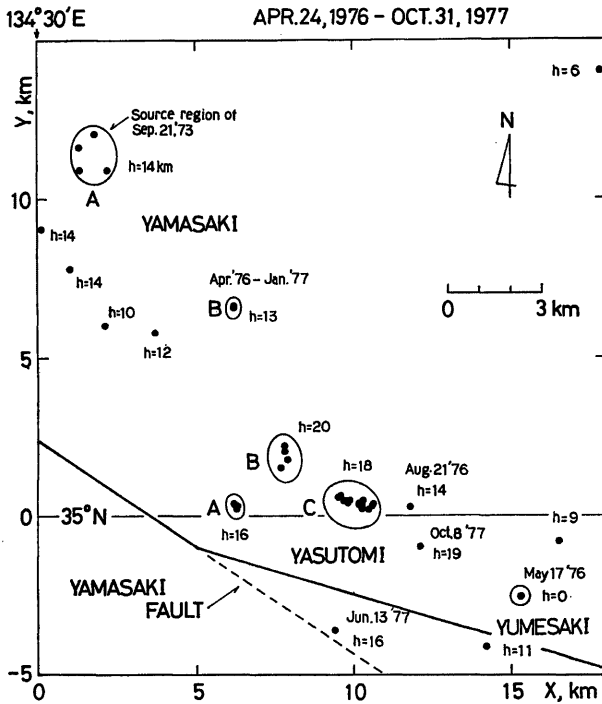 134°30'E
APR.24,1976 – OCT.31, 1977
Y, km
h=6
Source region of
Sep.21,'73
h=14 km
A
N
10
YAMASAKI
h=14
h=14
Apr.'76 – Jan.'77
B
h=13
0 3 km
h=10
h=12
5
h=20
B
h=18
Aug.21'76
h=14
A
C
h=9
0
35°N
h=16
Oct.8'77
h=19
YASUTOMI
YAMASAKI
FAULT
May17'76
h=0
Jun.13'77
h=16
YUMESAKI
h=11
-5
0 5 10 15 X, km